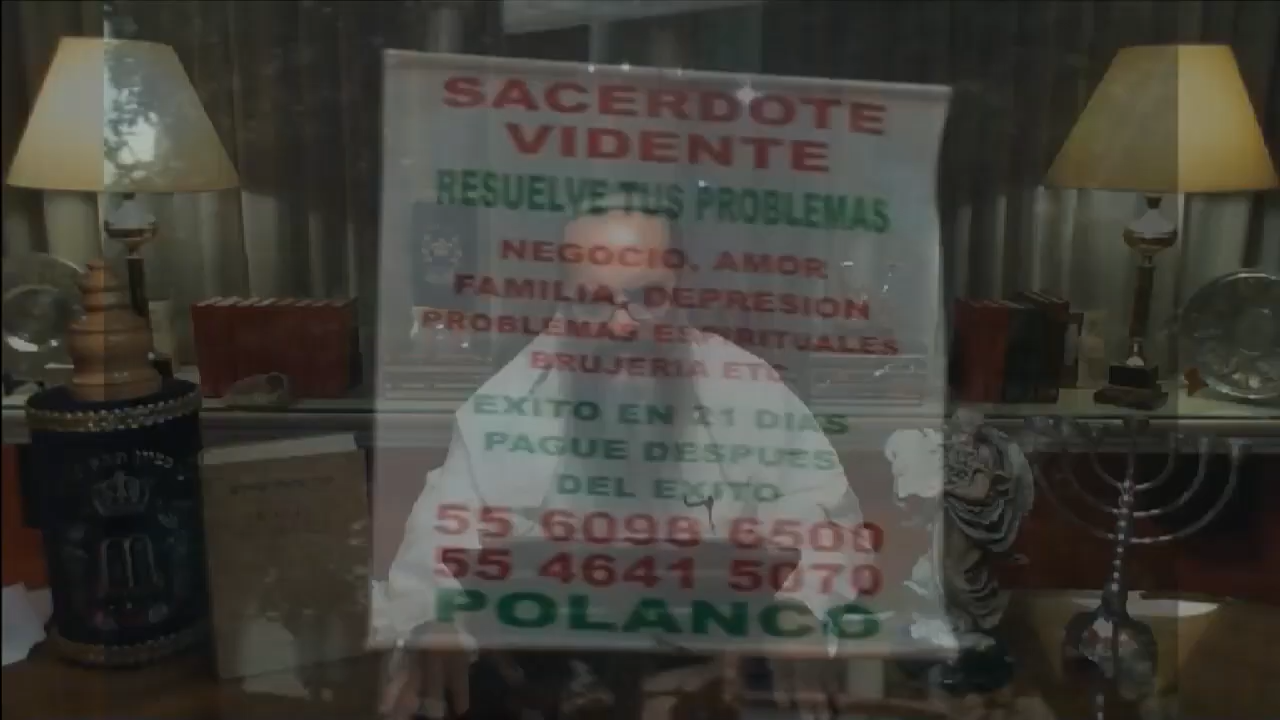 SACERDOTE
VIDENTE
RESUELVE TUS PROBLEMAS
NEGOCIO. AMOR
FAMILIA, DEPRESION
PROBLEMAS ESPIRITUALES
BRUJERIA ETC
EXITO EN 21 DIAS
PAGUE DESPUES
DEL EXITO
55 6098 6500
55 4641 5070
POLANCO